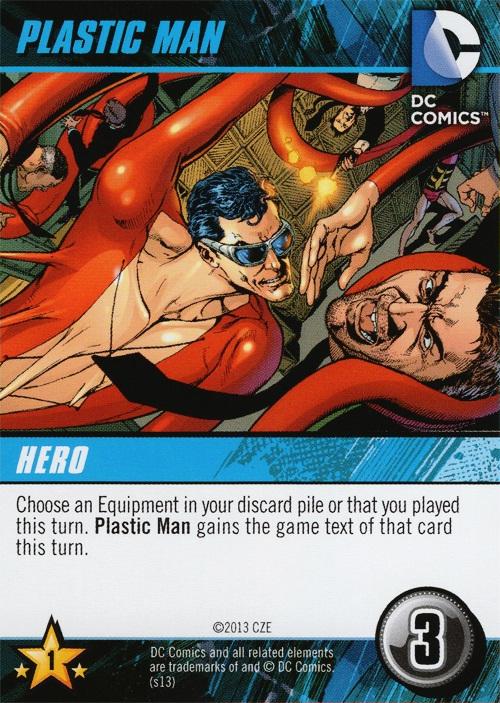 PLASTIC MAN
DC
DC
COMICS™
HERO
Choose an Equipment in your discard pile or that you played
this turn. Plastic Man gains the game text of that card
this turn.
©2013 CZE
1
DC Comics and all related elements
are trademarks of and © DC Comics.
(s13)
3